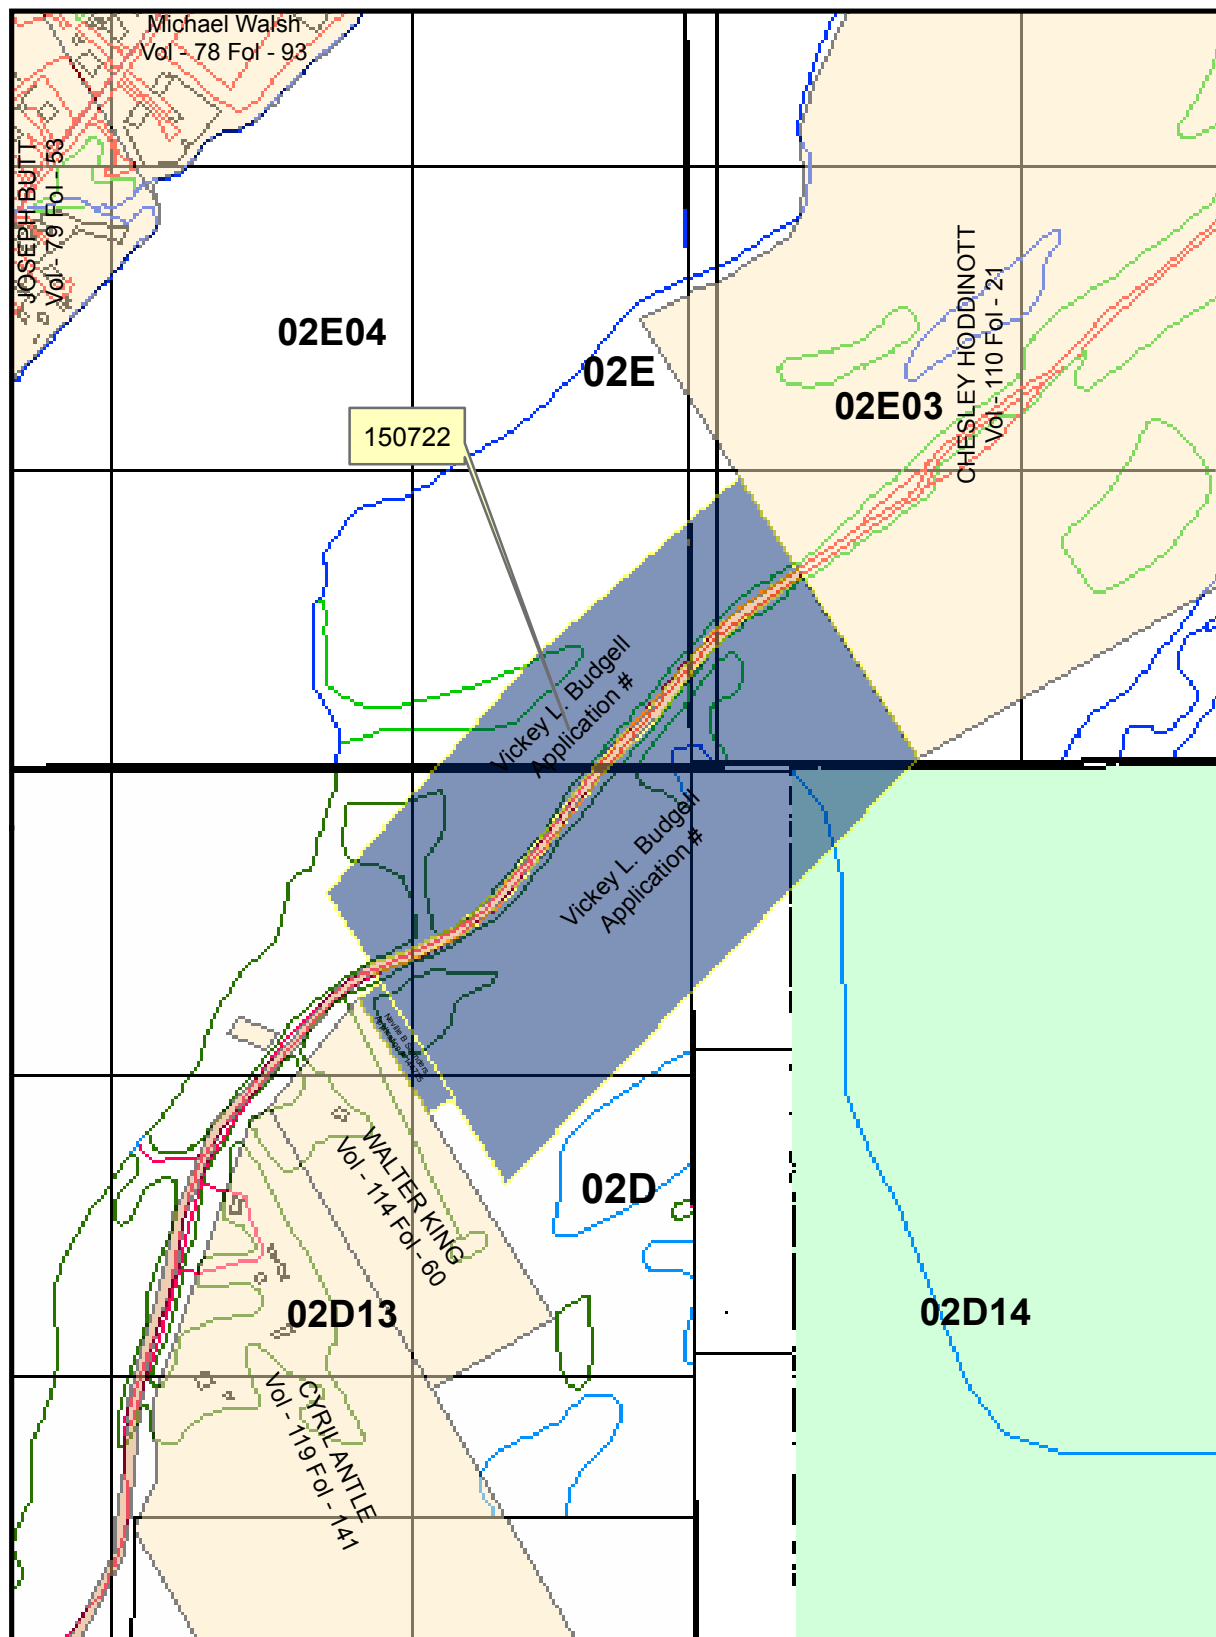 Michael Walsh
Vol - 78 Fol - 93
JOSEPH BUTT
Vol - 79 Fol - 53
02E04
02E
02E03
CHESLEY HODDINOTT
Vol - 110 Fol - 21
150722
Vickey L. Budgell
Application #
Vickey L. Budgell
Application #
WALTER KING
Vol - 114 Fol - 60
02D
02D13
02D14
CYRIL ANTLE
Vol - 119 Fol - 141